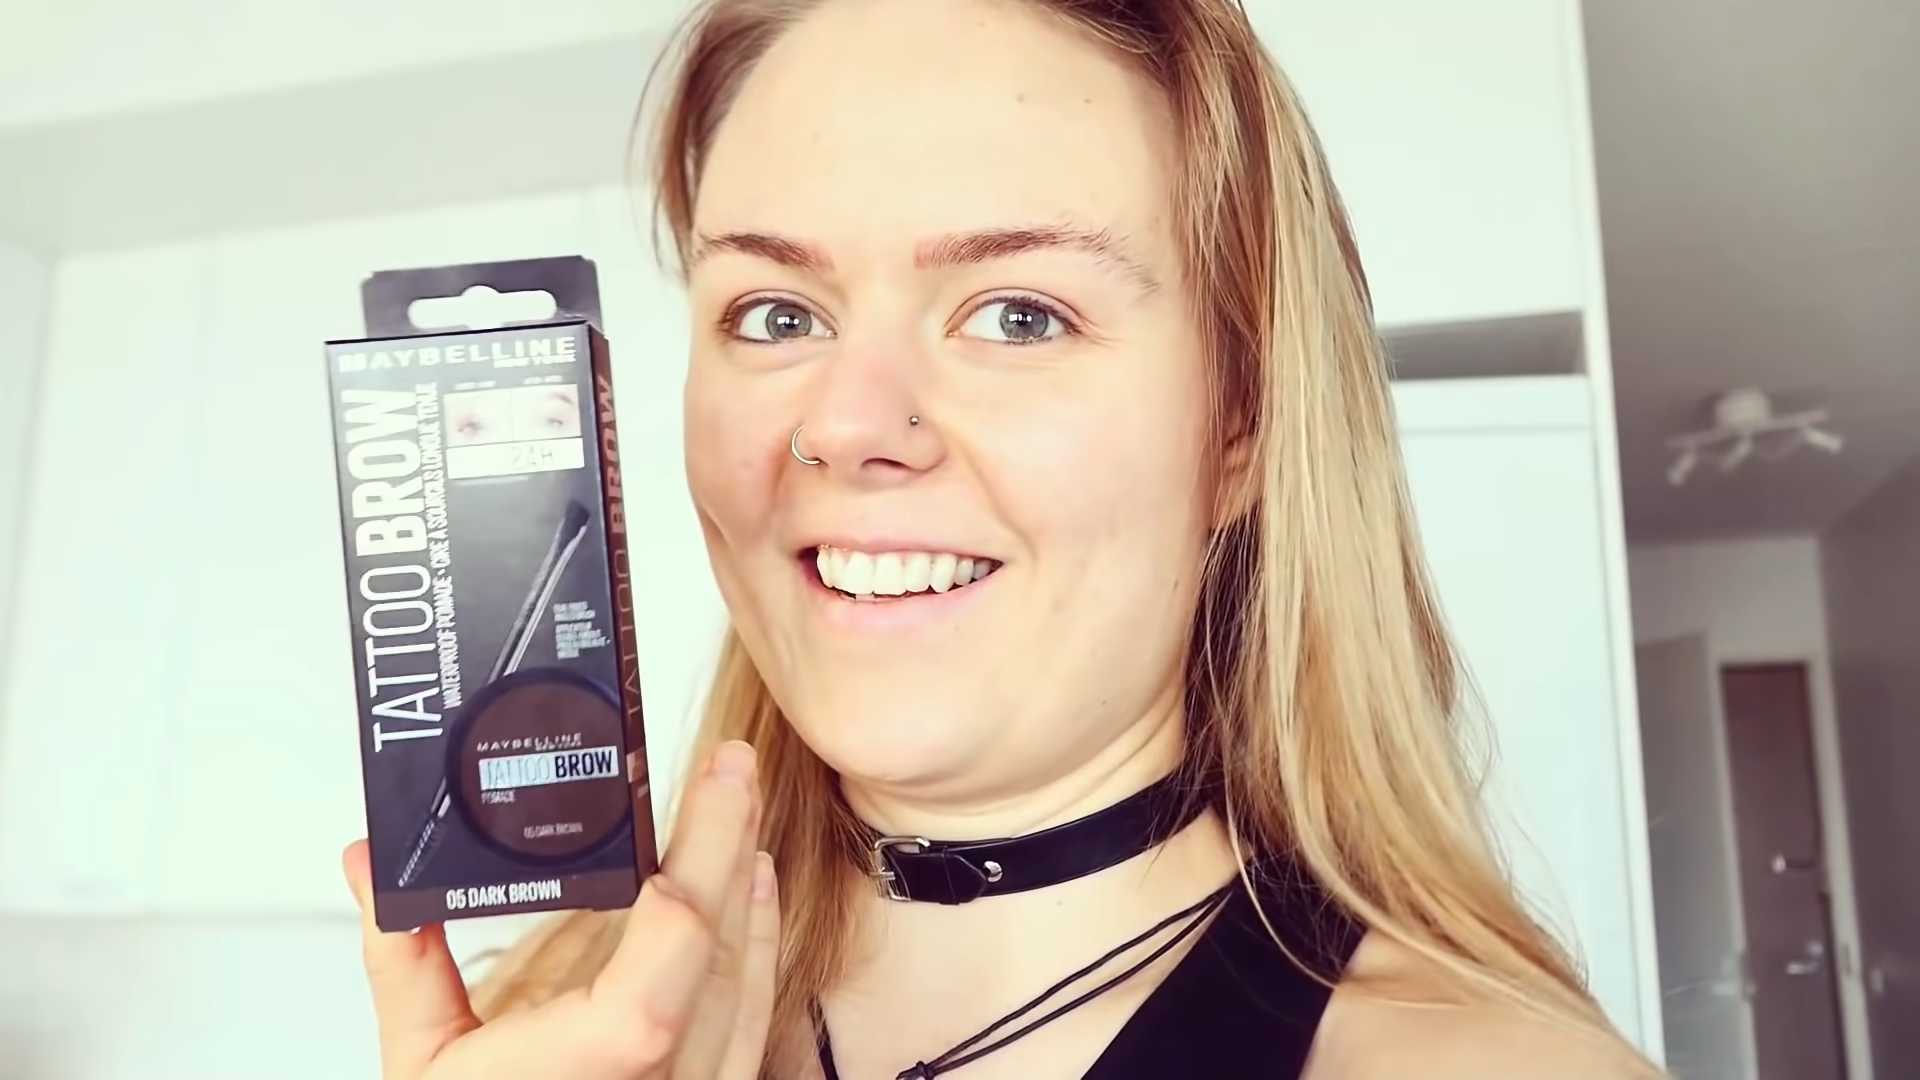 MAYBELLINE
NEW YORK
TATTOO BROW
WATERPROOF POMADE • CIRE À SOURCILS LONGUE TENUE
24H
MAYBELLINE
NEW YORK
TATTOO BROW
POMADE
05 DARK BROWN
05 DARK BROWN
TATTOO BROW